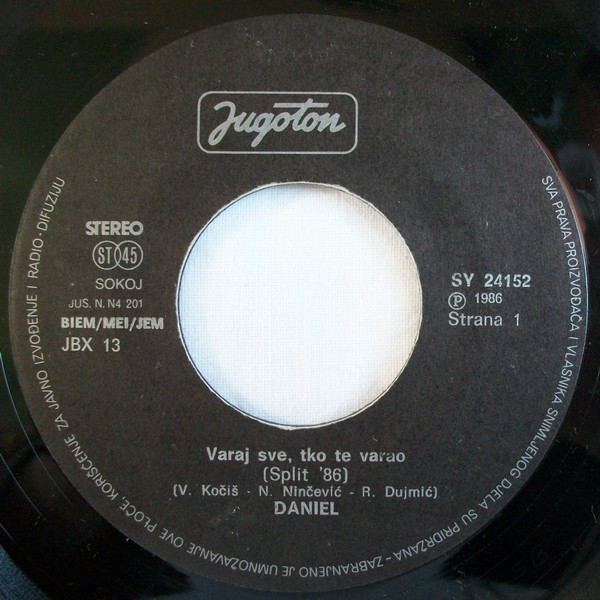 Jugoton
STEREO
ST 45
SOKOJ
JUS. N. N4 201
BIEM/MEI/JEM
JBX 13
SY 24152
Ⓟ 1986
Strana 1
Varaj sve, tko te varao
(Split '86)
(V. Kočiš - N. Ninčević - R. Dujmić)
DANIEL
SVA PRAVA PROIZVOĐAČA I VLASNIKA SNIMLJENOG DJELA SU PRIDRŽANA - ZABRANJENO JE UMNOŽAVANJE OVE PLOČE, KORIŠĆENJE ZA JAVNO IZVOĐENJE I RADIO-DIFUZIJU